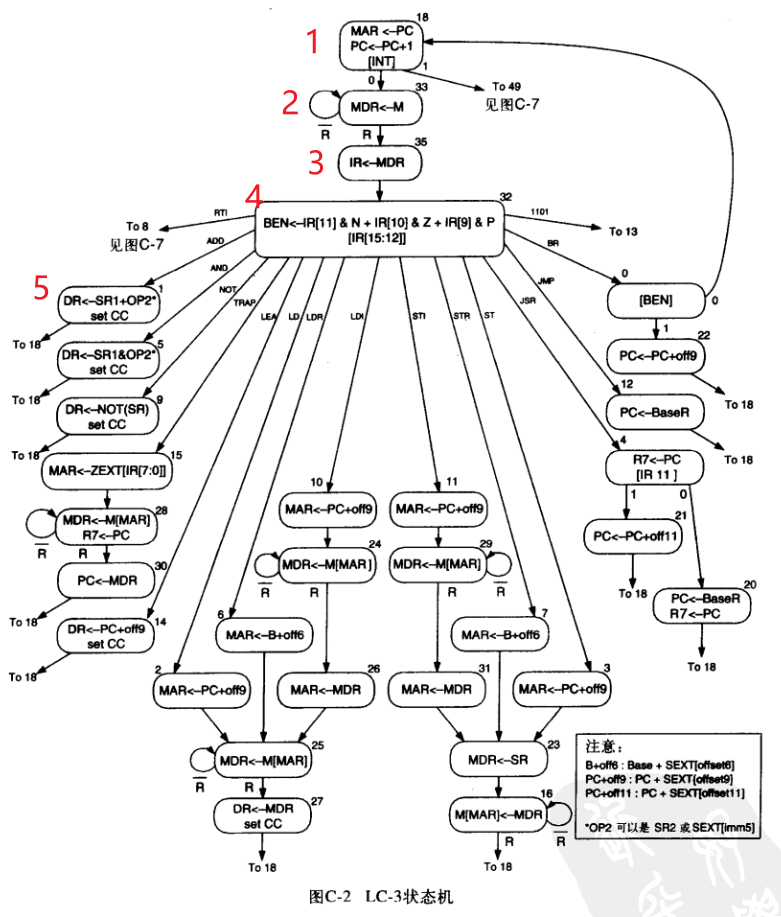 18
1
MAR <-PC
PC<-PC+1
[INT]
0
1
To 49
见图C-7
33
2
MDR<-M
R̅
R
35
3
IR<-MDR
4
32
BEN<-IR[11] & N + IR[10] & Z + IR[9] & P
[IR[15:12]]
RTI
To 8
见图C-7
1101
To 13
ADD
AND
NOT
TRAP
LEA
LD
LDR
LDI
STI
STR
ST
JSR
JMP
BR
5
1
DR<-SR1+OP2*
set CC
To 18
5
DR<-SR1&OP2*
set CC
To 18
9
DR<-NOT(SR)
set CC
To 18
15
MAR<-ZEXT[IR[7:0]]
28
MDR<-M[MAR]
R7<-PC
R̅
R
30
PC<-MDR
To 18
14
DR<-PC+off9
set CC
To 18
0
[BEN]
0
1
22
PC<-PC+off9
To 18
12
PC<-BaseR
To 18
4
R7<-PC
[IR 11 ]
1
0
21
PC<-PC+off11
To 18
20
PC<-BaseR
R7<-PC
To 18
10
MAR<-PC+off9
24
MDR<-M[MAR]
R̅
R
11
MAR<-PC+off9
29
MDR<-M[MAR]
R̅
R
6
MAR<-B+off6
7
MAR<-B+off6
2
MAR<-PC+off9
26
MAR<-MDR
31
MAR<-MDR
3
MAR<-PC+off9
25
MDR<-M[MAR]
R̅
R
27
DR<-MDR
set CC
To 18
23
MDR<-SR
16
M[MAR]<-MDR
R̅
R
To 18
注意：
B+off6 : Base + SEXT[offset6]
PC+off9 : PC + SEXT[offset9]
PC+off11 : PC + SEXT[offset11]
*OP2 可以是 SR2 或SEXT[imm5]
图C-2 LC-3状态机